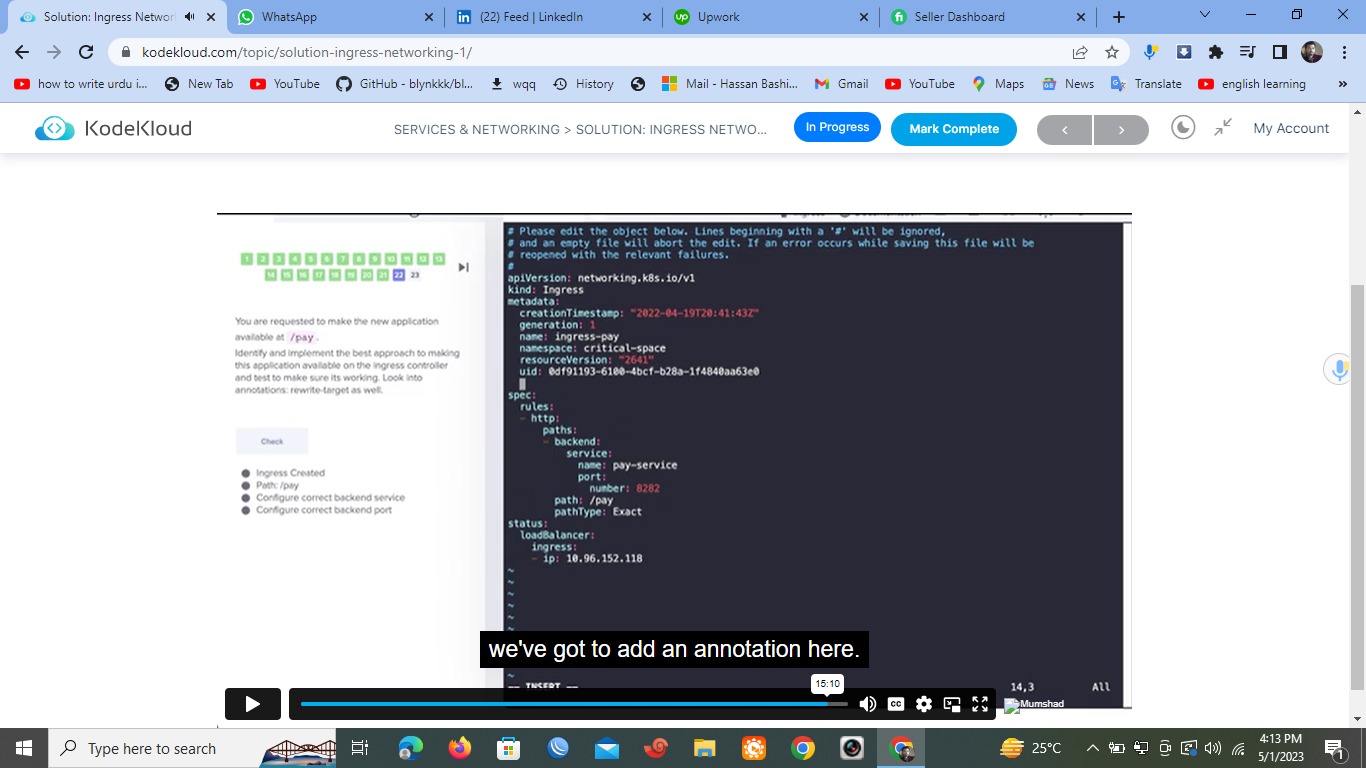 Solution: Ingress Network
WhatsApp
(22) Feed | LinkedIn
Upwork
Seller Dashboard
kodekloud.com/topic/solution-ingress-networking-1/
how to write urdu i...
New Tab
YouTube
GitHub - blynkkk/bl...
wqq
History
Mail - Hassan Bashi...
Gmail
YouTube
Maps
News
Translate
english learning
KodeKloud
SERVICES & NETWORKING > SOLUTION: INGRESS NETWO...
In Progress
Mark Complete
My Account
1 2 3 4 5 6 7 8 9 10 11 12 13
14 15 16 17 18 19 20 21 22 23
You are requested to make the new application
available at /pay .
Identify and implement the best approach to making
this application available on the ingress controller
and test to make sure its working. Look into
annotations: rewrite-target as well.
Check
Ingress Created
Path: /pay
Configure correct backend service
Configure correct backend port
# Please edit the object below. Lines beginning with a '#' will be ignored,
# and an empty file will abort the edit. If an error occurs while saving this file will be
# reopened with the relevant failures.
#
apiVersion: networking.k8s.io/v1
kind: Ingress
metadata:
  creationTimestamp: "2022-04-19T20:41:43Z"
  generation: 1
  name: ingress-pay
  namespace: critical-space
  resourceVersion: "2641"
  uid: 0df91193-6100-4bcf-b28a-1f4840aa63e0
spec:
  rules:
  - http:
      paths:
      - backend:
          service:
            name: pay-service
            port:
              number: 8282
        path: /pay
        pathType: Exact
status:
  loadBalancer:
    ingress:
    - ip: 10.96.152.118
~
~
~
~
~
~
we've got to add an annotation here.
~
-- INSERT --
14,3
All
15:10
CC
Mumshad
Type here to search
25°C
4:13 PM
5/1/2023
1